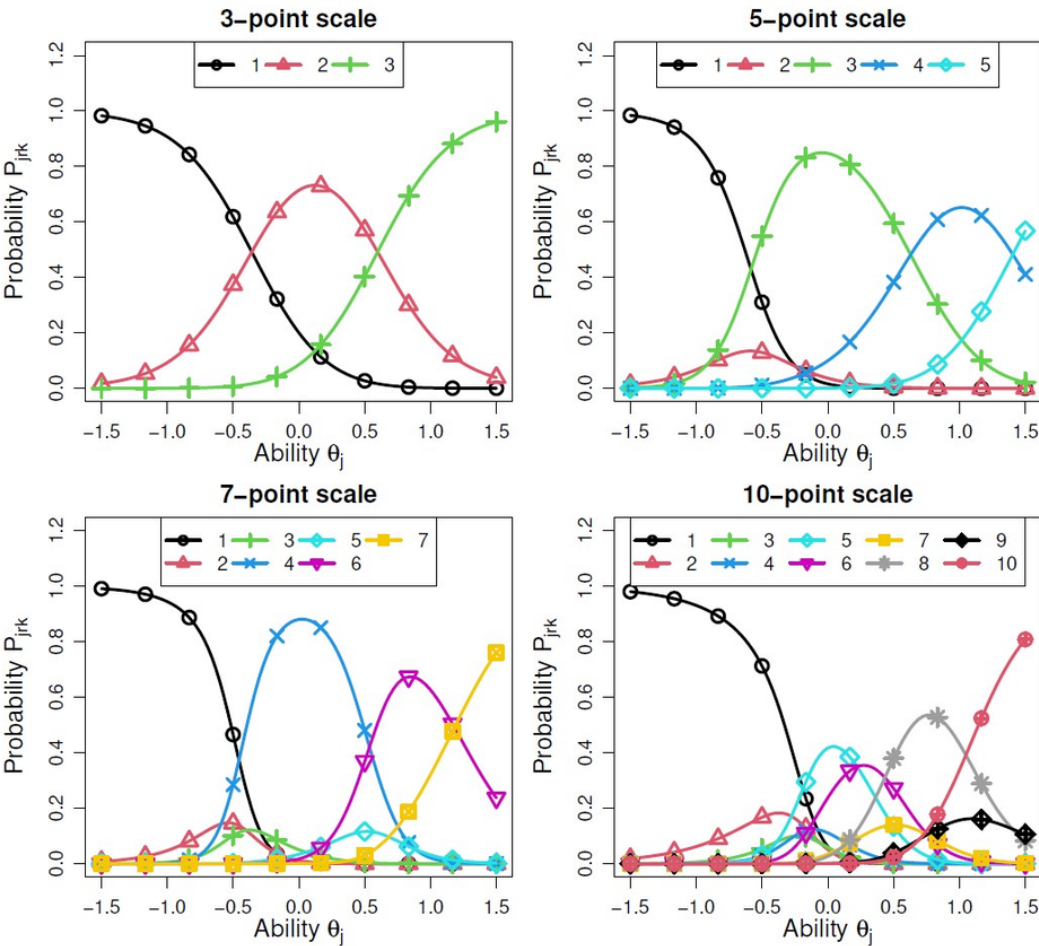 3−point scale
1 2 3
Probability Pjrk
0.0 0.2 0.4 0.6 0.8 1.0 1.2
−1.5 −1.0 −0.5 0.0 0.5 1.0 1.5
Ability θj
5−point scale
1 2 3 4 5
Probability Pjrk
0.0 0.2 0.4 0.6 0.8 1.0 1.2
−1.5 −1.0 −0.5 0.0 0.5 1.0 1.5
Ability θj
7−point scale
1 3 5 7
2 4 6
Probability Pjrk
0.0 0.2 0.4 0.6 0.8 1.0 1.2
−1.5 −1.0 −0.5 0.0 0.5 1.0 1.5
Ability θj
10−point scale
1 3 5 7 9
2 4 6 8 10
Probability Pjrk
0.0 0.2 0.4 0.6 0.8 1.0 1.2
−1.5 −1.0 −0.5 0.0 0.5 1.0 1.5
Ability θj